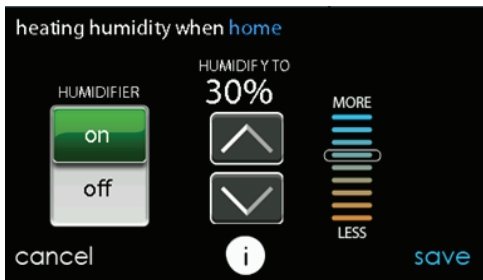 heating humidity when home
HUMIDIFIER
on
off
HUMIDIFY TO
30%
MORE
LESS
cancel
i
save